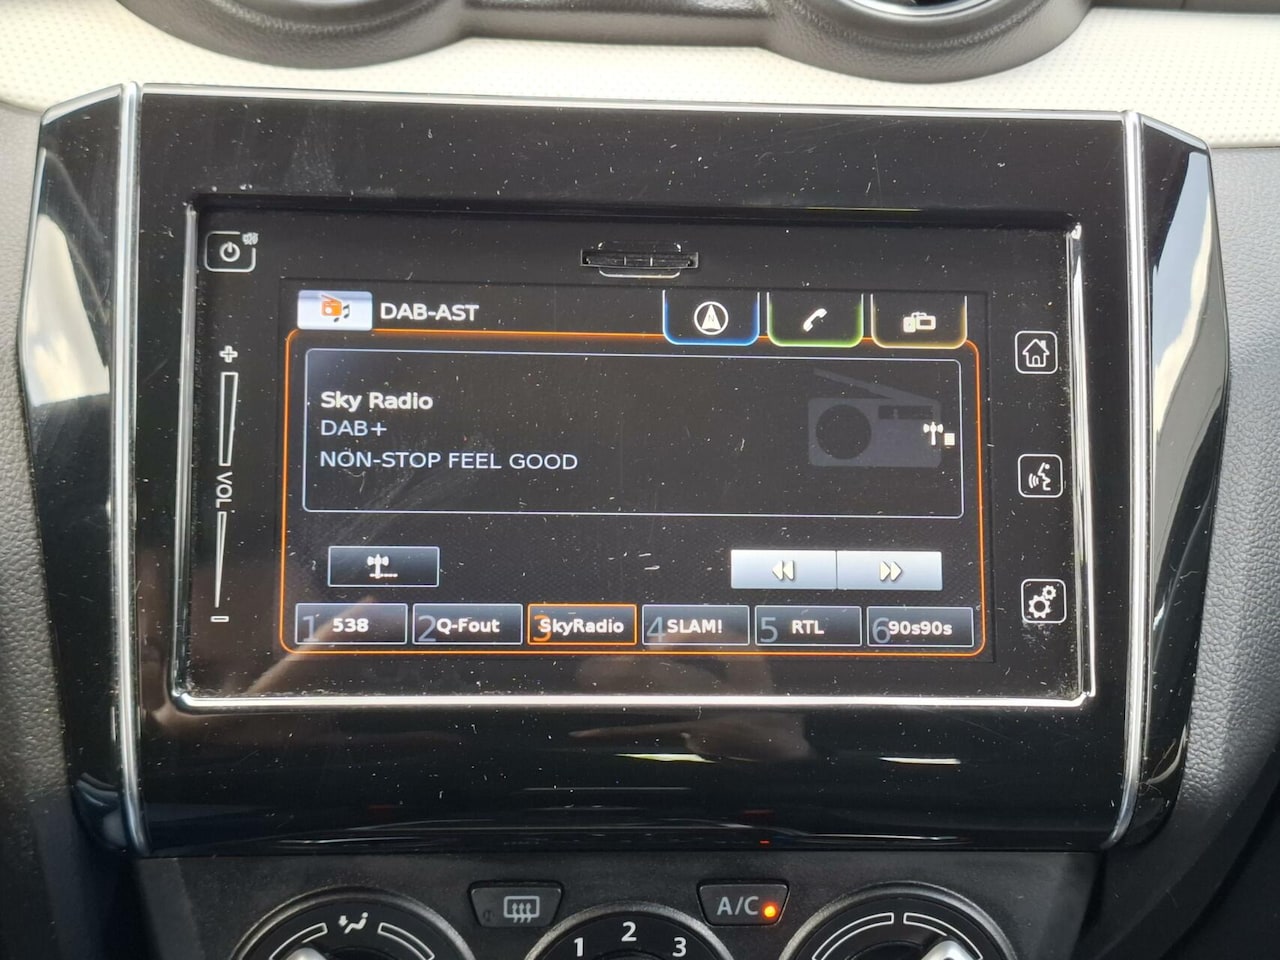 DAB-AST
Sky Radio
DAB+
NON-STOP FEEL GOOD
+
VOL
-
1 538
2 Q-Fout
3 SkyRadio
4 SLAM!
5 RTL
6 90s90s
A/C
1 2 3